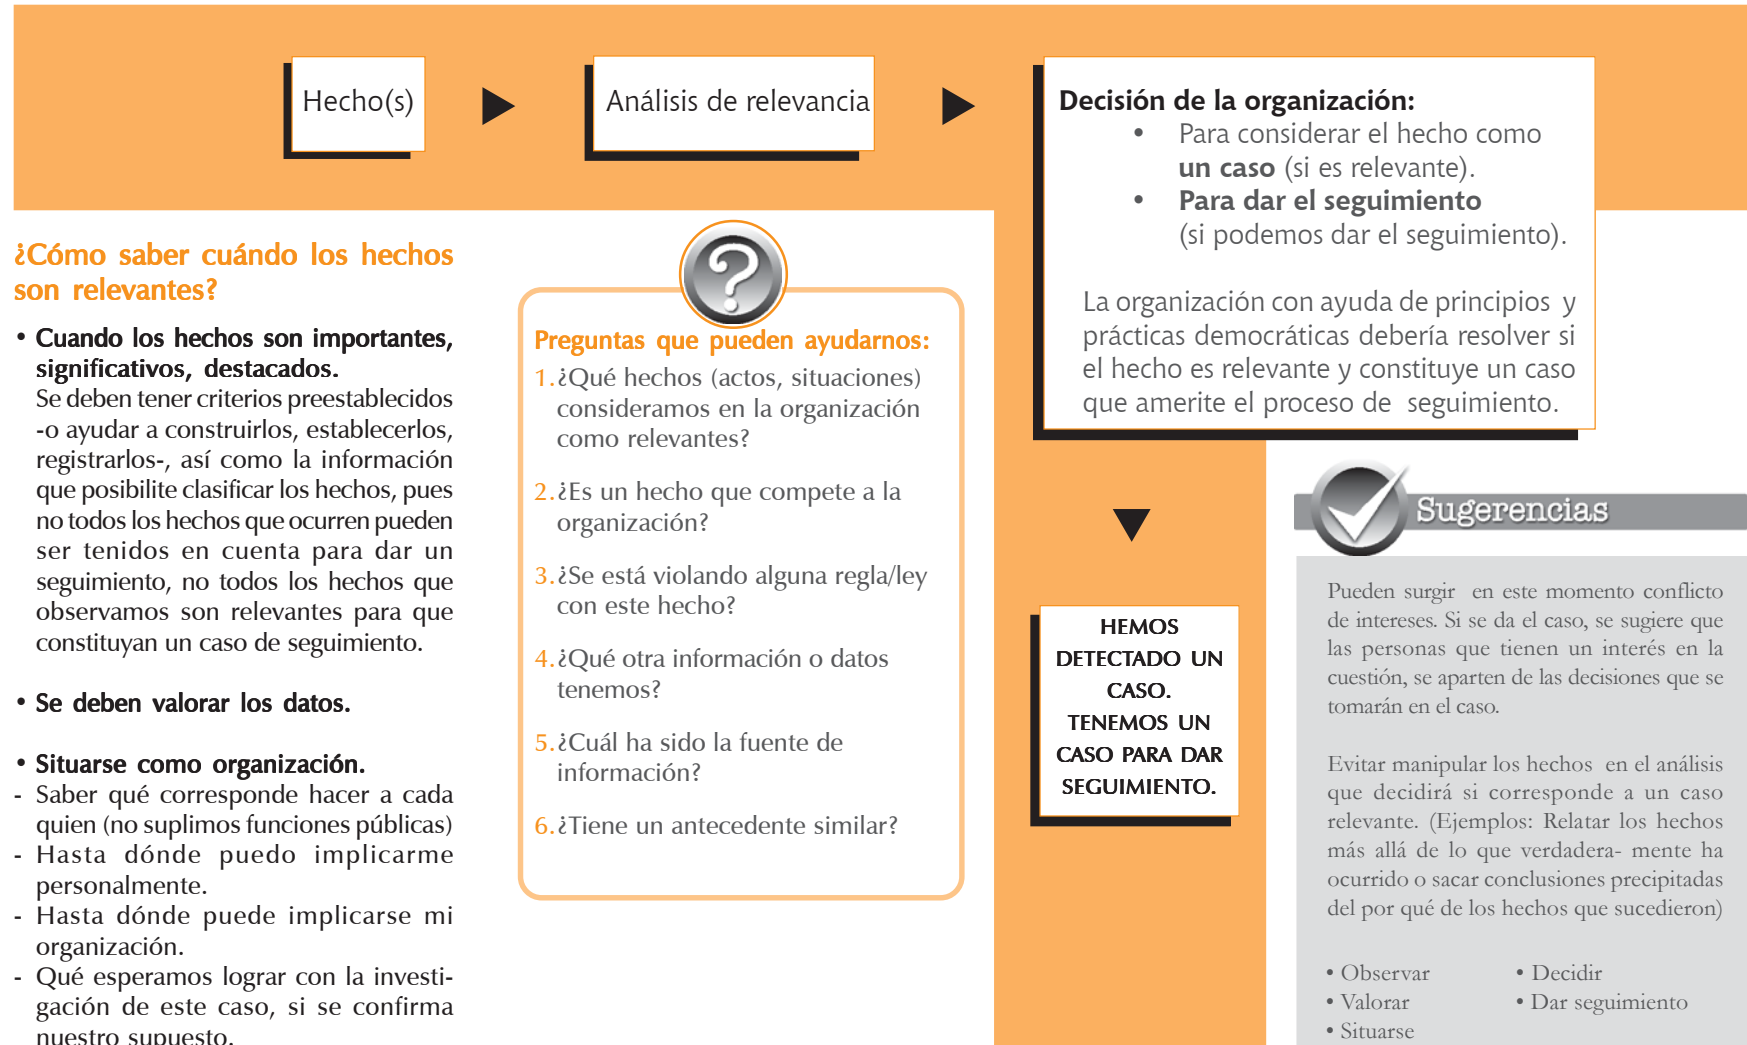 Hecho(s)
Análisis de relevancia
Decisión de la organización:
• Para considerar el hecho como
un caso (si es relevante).
• Para dar el seguimiento
(si podemos dar el seguimiento).
La organización con ayuda de principios y
prácticas democráticas debería resolver si
el hecho es relevante y constituye un caso
que amerite el proceso de seguimiento.
¿Cómo saber cuándo los hechos
son relevantes?
• Cuando los hechos son importantes,
significativos, destacados.
Se deben tener criterios preestablecidos
-o ayudar a construirlos, establecerlos,
registrarlos-, así como la información
que posibilite clasificar los hechos, pues
no todos los hechos que ocurren pueden
ser tenidos en cuenta para dar un
seguimiento, no todos los hechos que
observamos son relevantes para que
constituyan un caso de seguimiento.
• Se deben valorar los datos.
• Situarse como organización.
- Saber qué corresponde hacer a cada
quien (no suplimos funciones públicas)
- Hasta dónde puedo implicarme
personalmente.
- Hasta dónde puede implicarse mi
organización.
- Qué esperamos lograr con la investi-
gación de este caso, si se confirma
nuestro supuesto.
?
Preguntas que pueden ayudarnos:
1.¿Qué hechos (actos, situaciones)
consideramos en la organización
como relevantes?
2.¿Es un hecho que compete a la
organización?
3.¿Se está violando alguna regla/ley
con este hecho?
4.¿Qué otra información o datos
tenemos?
5.¿Cuál ha sido la fuente de
información?
6.¿Tiene un antecedente similar?
HEMOS
DETECTADO UN
CASO.
TENEMOS UN
CASO PARA DAR
SEGUIMIENTO.
Sugerencias
Pueden surgir en este momento conflicto
de intereses. Si se da el caso, se sugiere que
las personas que tienen un interés en la
cuestión, se aparten de las decisiones que se
tomarán en el caso.
Evitar manipular los hechos en el análisis
que decidirá si corresponde a un caso
relevante. (Ejemplos: Relatar los hechos
más allá de lo que verdadera- mente ha
ocurrido o sacar conclusiones precipitadas
del por qué de los hechos que sucedieron)
• Observar
• Valorar
• Situarse
• Decidir
• Dar seguimiento